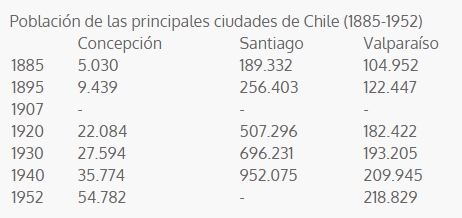 Población de las principales ciudades de Chile (1885-1952)
Concepción Santiago Valparaíso
1885 5.030 189.332 104.952
1895 9.439 256.403 122.447
1907 - - -
1920 22.084 507.296 182.422
1930 27.594 696.231 193.205
1940 35.774 952.075 209.945
1952 54.782 - 218.829